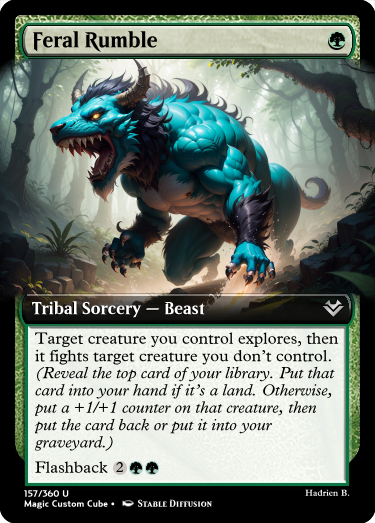 Feral Rumble
Tribal Sorcery — Beast
Target creature you control explores, then
it fights target creature you don't control.
(Reveal the top card of your library. Put that
card into your hand if it's a land. Otherwise,
put a +1/+1 counter on that creature, then
put the card back or put it into your
graveyard.)
Flashback 2
157/360 U
Hadrien B.
Magic Custom Cube • Stable Diffusion